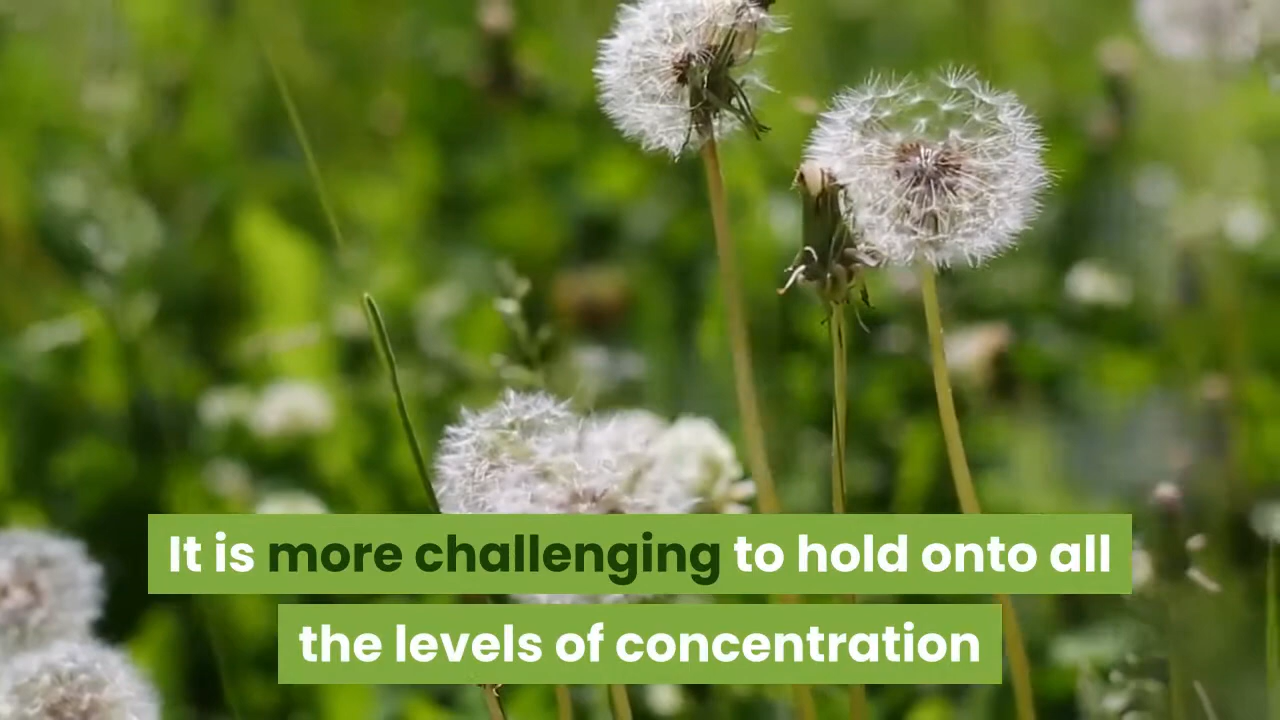 It is more challenging to hold onto all
the levels of concentration